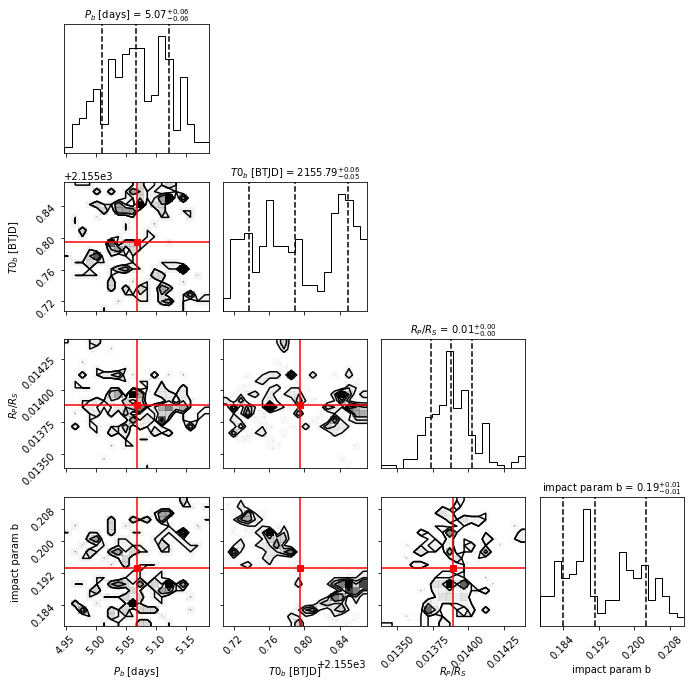 P_b [days] = 5.07^{+0.06}_{-0.06}
+2.155e3
T0_b [BTJD] = 2155.79^{+0.06}_{-0.05}
T0_b [BTJD]
0.84
0.80
0.76
0.72
R_P/R_S = 0.01^{+0.00}_{-0.00}
R_P/R_S
0.01425
0.01400
0.01375
0.01350
impact param b = 0.19^{+0.01}_{-0.01}
impact param b
0.208
0.200
0.192
0.184
4.95 5.00 5.05 5.10 5.15
0.72 0.76 0.80 0.84
0.01350 0.01375 0.01400 0.01425
0.184 0.192 0.200 0.208
+2.155e3
P_b [days] T0_b [BTJD] R_P/R_S impact param b